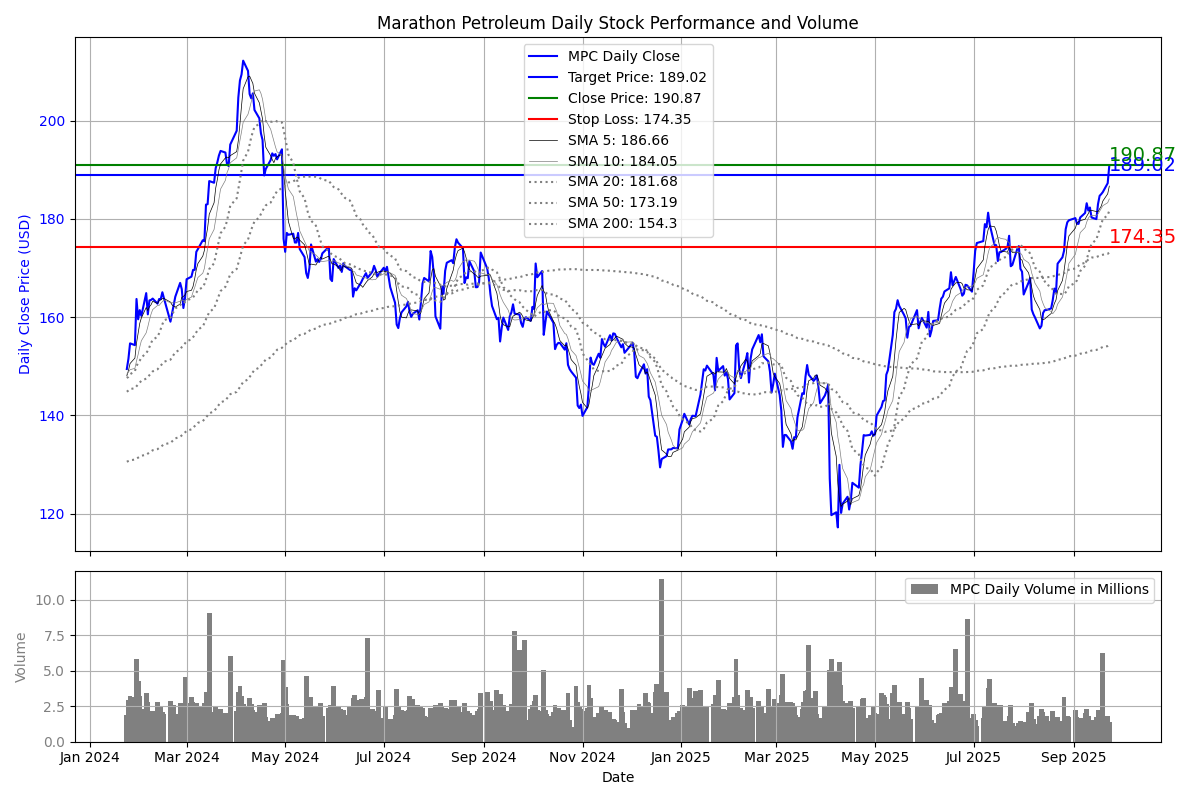 Marathon Petroleum Daily Stock Performance and Volume
MPC Daily Close
Target Price: 189.02
Close Price: 190.87
Stop Loss: 174.35
SMA 5: 186.66
SMA 10: 184.05
SMA 20: 181.68
SMA 50: 173.19
SMA 200: 154.3
190.87
189.02
174.35
Daily Close Price (USD)
200
180
160
140
120
MPC Daily Volume in Millions
Volume
10.0
7.5
5.0
2.5
0.0
Jan 2024
Mar 2024
May 2024
Jul 2024
Sep 2024
Nov 2024
Jan 2025
Mar 2025
May 2025
Jul 2025
Sep 2025
Date